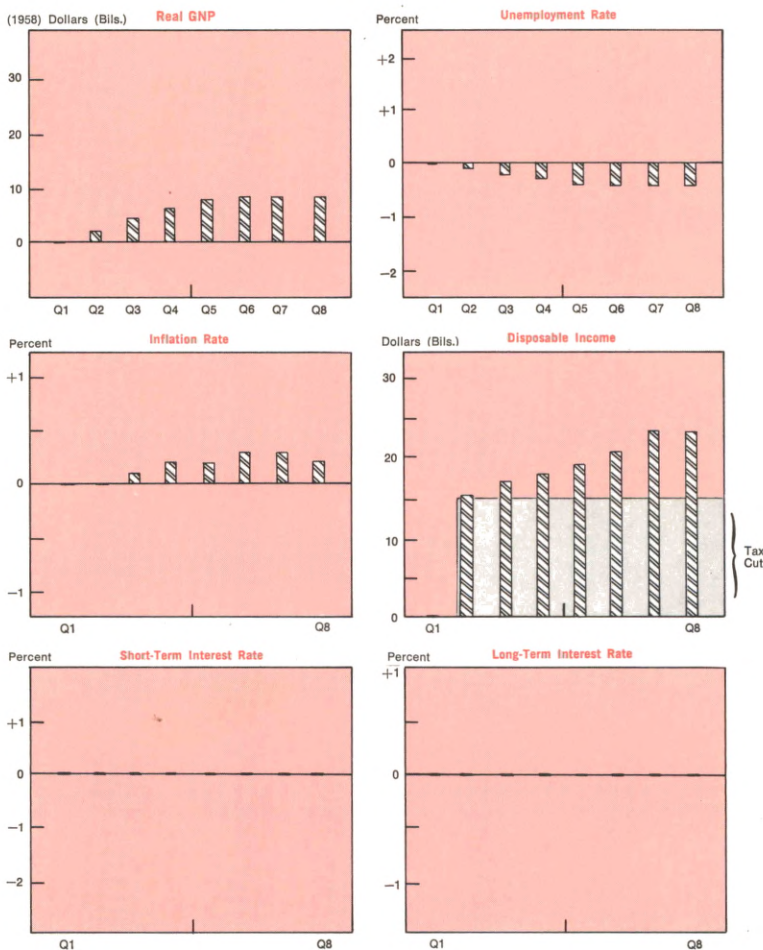 Real GNP
(1958) Dollars (Bils.)
30
20
10
0
Q1 Q2 Q3 Q4 Q5 Q6 Q7 Q8
Unemployment Rate
Percent
+2
+1
0
−1
−2
Q1 Q2 Q3 Q4 Q5 Q6 Q7 Q8
Inflation Rate
Percent
+1
0
−1
Q1 Q8
Disposable Income
Dollars (Bils.)
30
20
10
0
Tax
Cut
Q1 Q8
Short-Term Interest Rate
Percent
+1
0
−1
−2
Q1 Q8
Long-Term Interest Rate
Percent
+1
0
−1
Q1 Q8